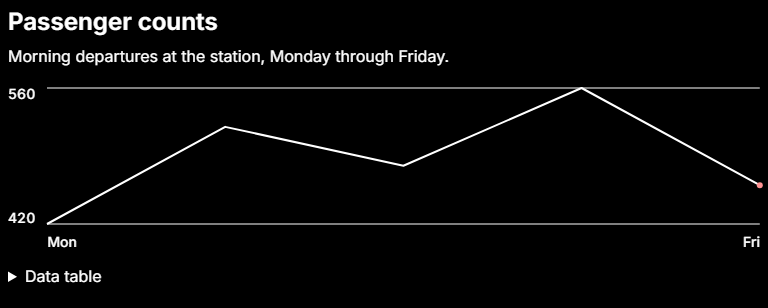 Passenger counts
Morning departures at the station, Monday through Friday.
560
420
Mon
Fri
Data table